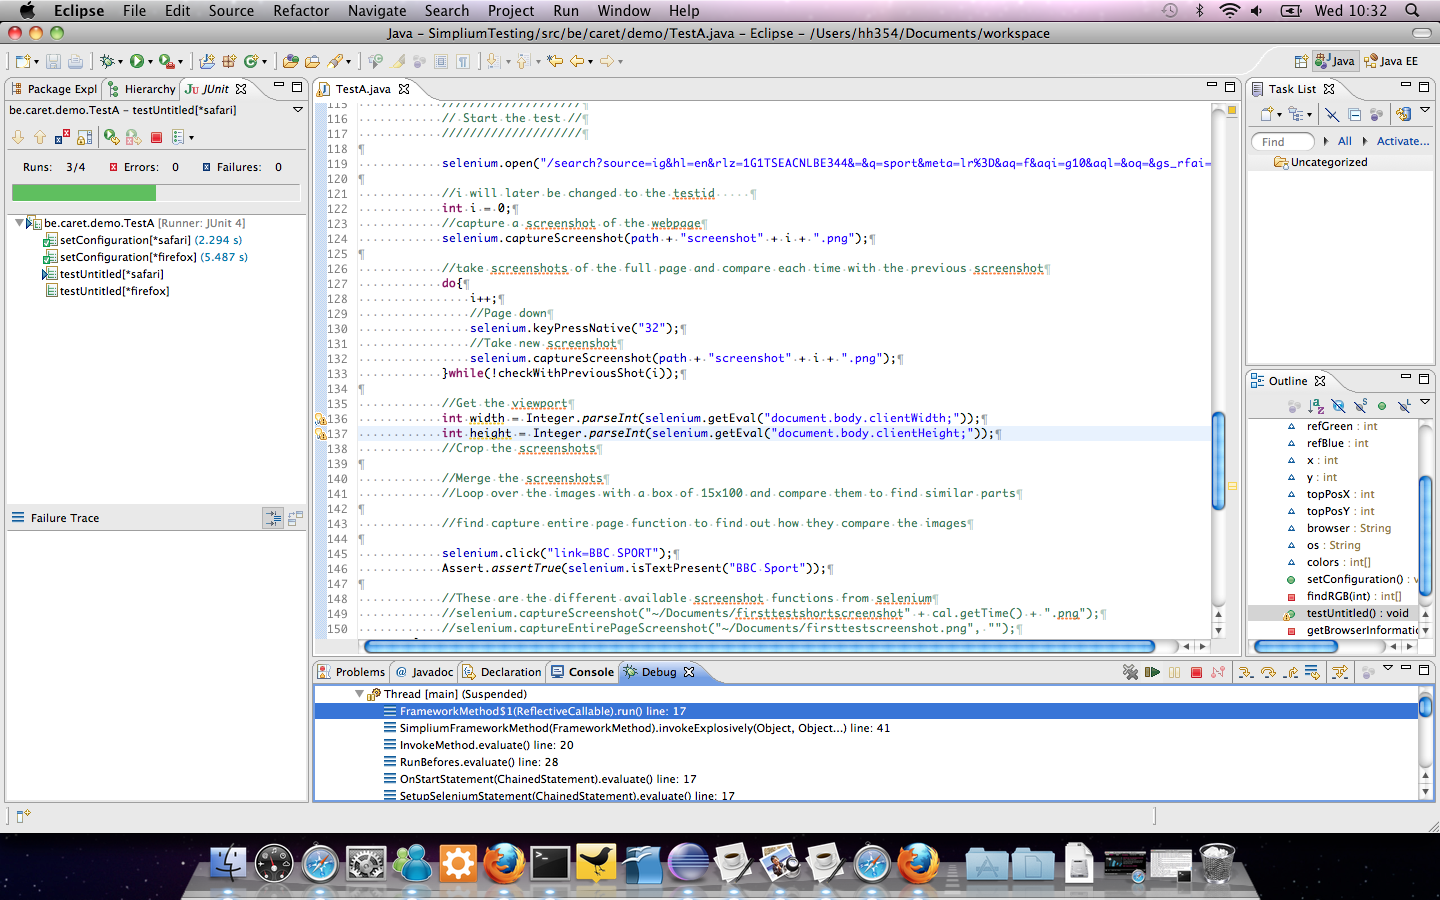 Eclipse File Edit Source Refactor Navigate Search Project Run Window Help Wed 10:32
Java – SimpliumTesting/src/be/caret/demo/TestA.java – Eclipse – /Users/hh354/Documents/workspace
Java Java EE
Package Expl Hierarchy JUnit
be.caret.demo.TestA – testUntitled[*safari]
Runs: 3/4 Errors: 0 Failures: 0
be.caret.demo.TestA [Runner: JUnit 4]
setConfiguration[*safari] (2.294 s)
setConfiguration[*firefox] (5.487 s)
testUntitled[*safari]
testUntitled[*firefox]
Failure Trace
TestA.java
115 ////////////////////
116 // Start the test //
117 ////////////////////
118
119 selenium.open("/search?source=ig&hl=en&rlz=1G1TSEACNLBE344&=&q=sport&meta=lr%3D&aq=f&aqi=g10&aql=&oq=&gs_rfai=
120
121 //i will later be changed to the testid
122 int i = 0;
123 //capture a screenshot of the webpage
124 selenium.captureScreenshot(path + "screenshot" + i + ".png");
125
126 //take screenshots of the full page and compare each time with the previous screenshot
127 do{
128 i++;
129 //Page down
130 selenium.keyPressNative("32");
131 //Take new screenshot
132 selenium.captureScreenshot(path + "screenshot" + i + ".png");
133 }while(!checkWithPreviousShot(i));
134
135 //Get the viewport
136 int width = Integer.parseInt(selenium.getEval("document.body.clientWidth;"));
137 int height = Integer.parseInt(selenium.getEval("document.body.clientHeight;"));
138 //Crop the screenshots
139
140 //Merge the screenshots
141 //Loop over the images with a box of 15x100 and compare them to find similar parts
142
143 //find capture entire page function to find out how they compare the images
144
145 selenium.click("link=BBC SPORT");
146 Assert.assertTrue(selenium.isTextPresent("BBC Sport"));
147
148 //These are the different available screenshot functions from selenium
149 //selenium.captureScreenshot("~/Documents/firsttestshortscreenshot" + cal.getTime() + ".png");
150 //selenium.captureEntirePageScreenshot("~/Documents/firsttestscreenshot.png", "");
Task List
Find All Activate...
Uncategorized
Outline
refGreen : int
refBlue : int
x : int
y : int
topPosX : int
topPosY : int
browser : String
os : String
colors : int[]
setConfiguration() : v
findRGB(int) : int[]
testUntitled() : void
getBrowserInformatio
Problems @ Javadoc Declaration Console Debug
Thread [main] (Suspended)
FrameworkMethod$1(ReflectiveCallable).run() line: 17
SimpliumFrameworkMethod(FrameworkMethod).invokeExplosively(Object, Object...) line: 41
InvokeMethod.evaluate() line: 20
RunBefores.evaluate() line: 28
OnStartStatement(ChainedStatement).evaluate() line: 17
SetupSeleniumStatement(ChainedStatement).evaluate() line: 17